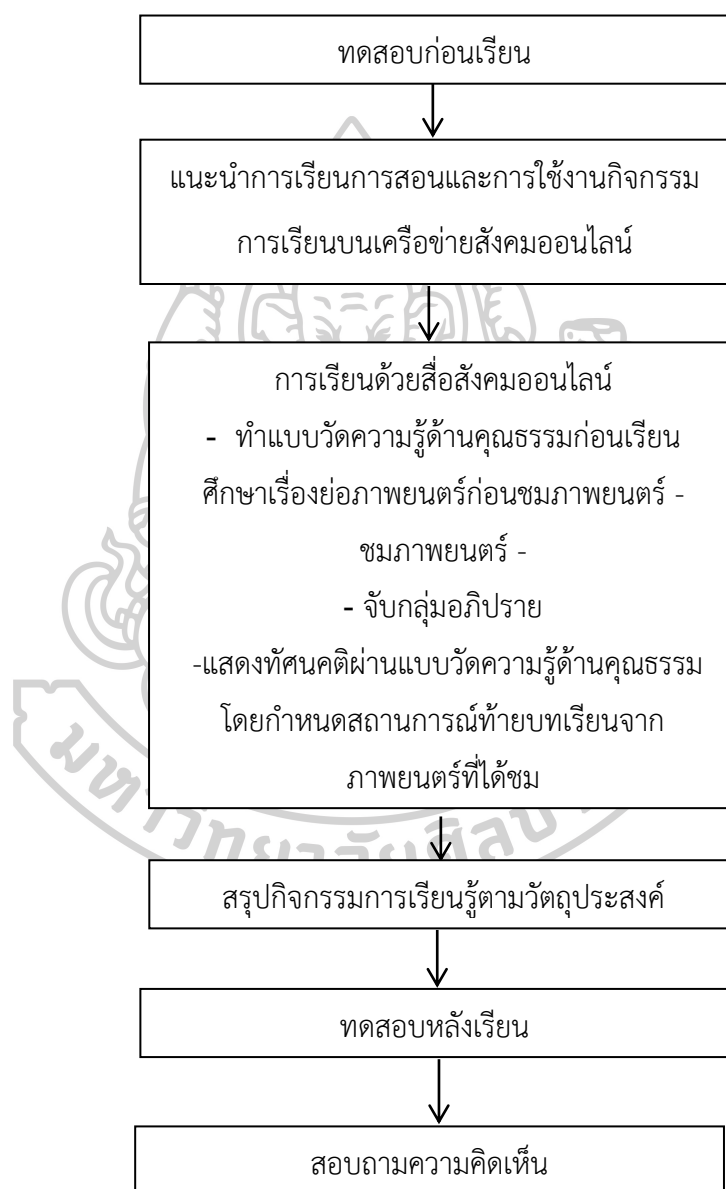 ทดสอบก่อนเรียน
แนะนำการเรียนการสอนและการใช้งานกิจกรรม
การเรียนบนเครือข่ายสังคมออนไลน์
การเรียนด้วยสื่อสังคมออนไลน์
- ทำแบบวัดความรู้ด้านคุณธรรมก่อนเรียน
ศึกษาเรื่องย่อภาพยนตร์ก่อนชมภาพยนตร์ -
ชมภาพยนตร์ -
- จับกลุ่มอภิปราย
-แสดงทัศนคติผ่านแบบวัดความรู้ด้านคุณธรรม
โดยกำหนดสถานการณ์ท้ายบทเรียนจาก
ภาพยนตร์ที่ได้ชม
สรุปกิจกรรมการเรียนรู้ตามวัตถุประสงค์
ทดสอบหลังเรียน
สอบถามความคิดเห็น